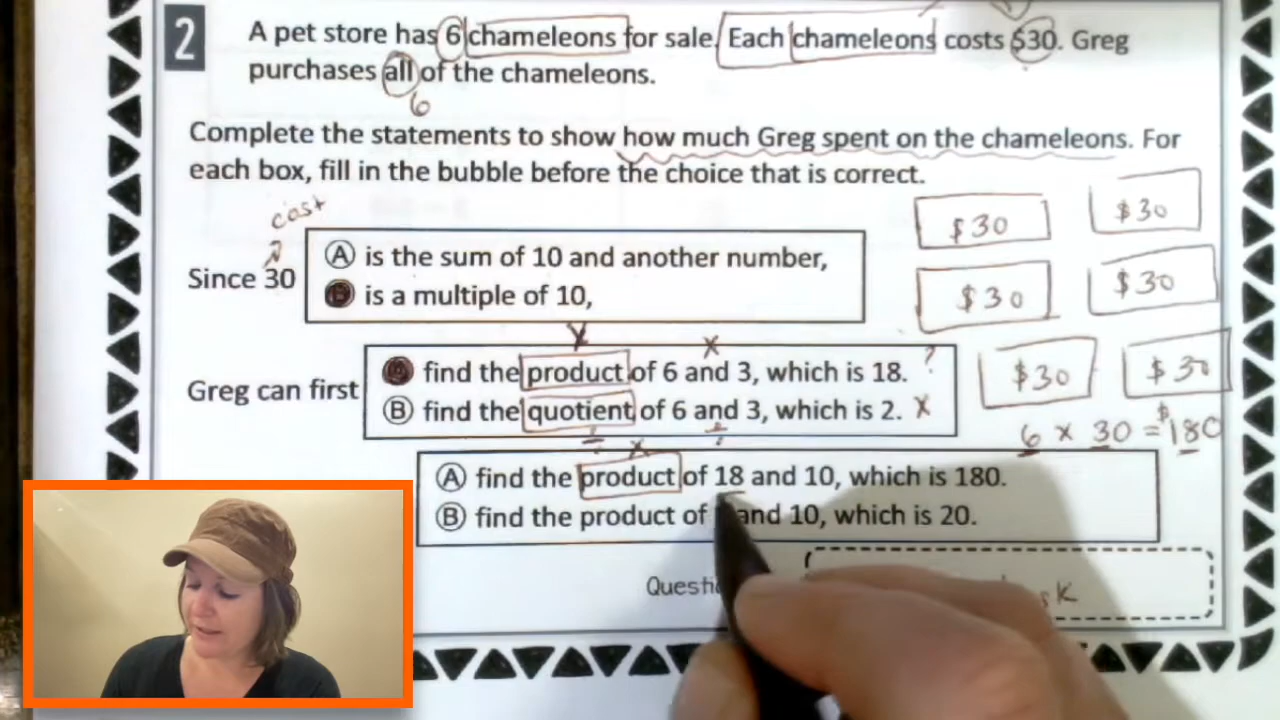 2
A pet store has 6 chameleons for sale. Each chameleons costs $30. Greg
purchases all of the chameleons.
6
Complete the statements to show how much Greg spent on the chameleons. For
each box, fill in the bubble before the choice that is correct.
cost
Since 30
A is the sum of 10 and another number,
is a multiple of 10,
$30
$30
$30
$30
$30
$30
x x
Greg can first
find the product of 6 and 3, which is 18. ?
B find the quotient of 6 and 3, which is 2. x
÷ ÷
6 x 30 = $180
x
A find the product of 18 and 10, which is 180.
B find the product of and 10, which is 20.